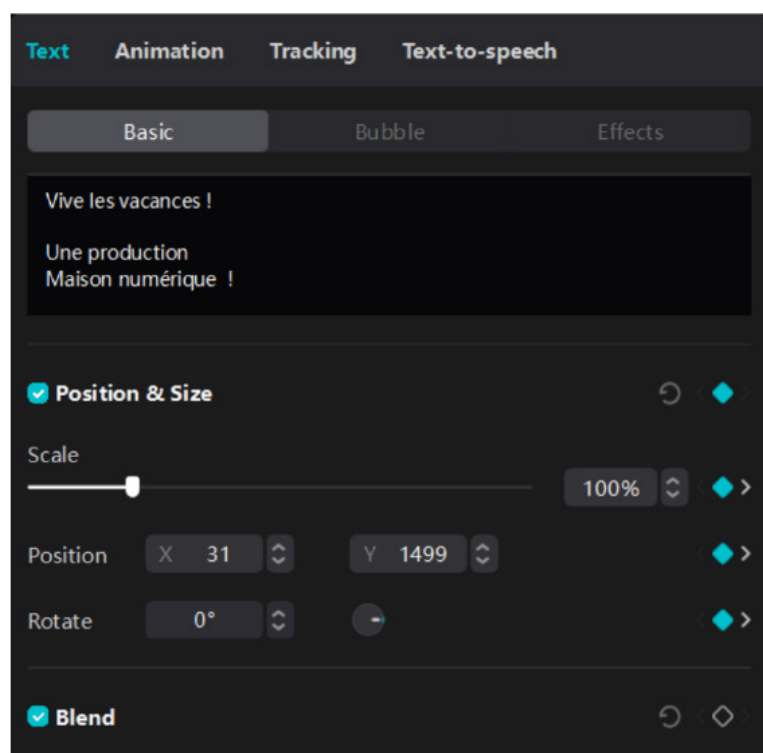 Text Animation Tracking Text-to-speech
Basic Bubble Effects
Vive les vacances !
Une production
Maison numérique !
Position & Size
Scale
100%
Position X 31 Y 1499
Rotate 0°
Blend